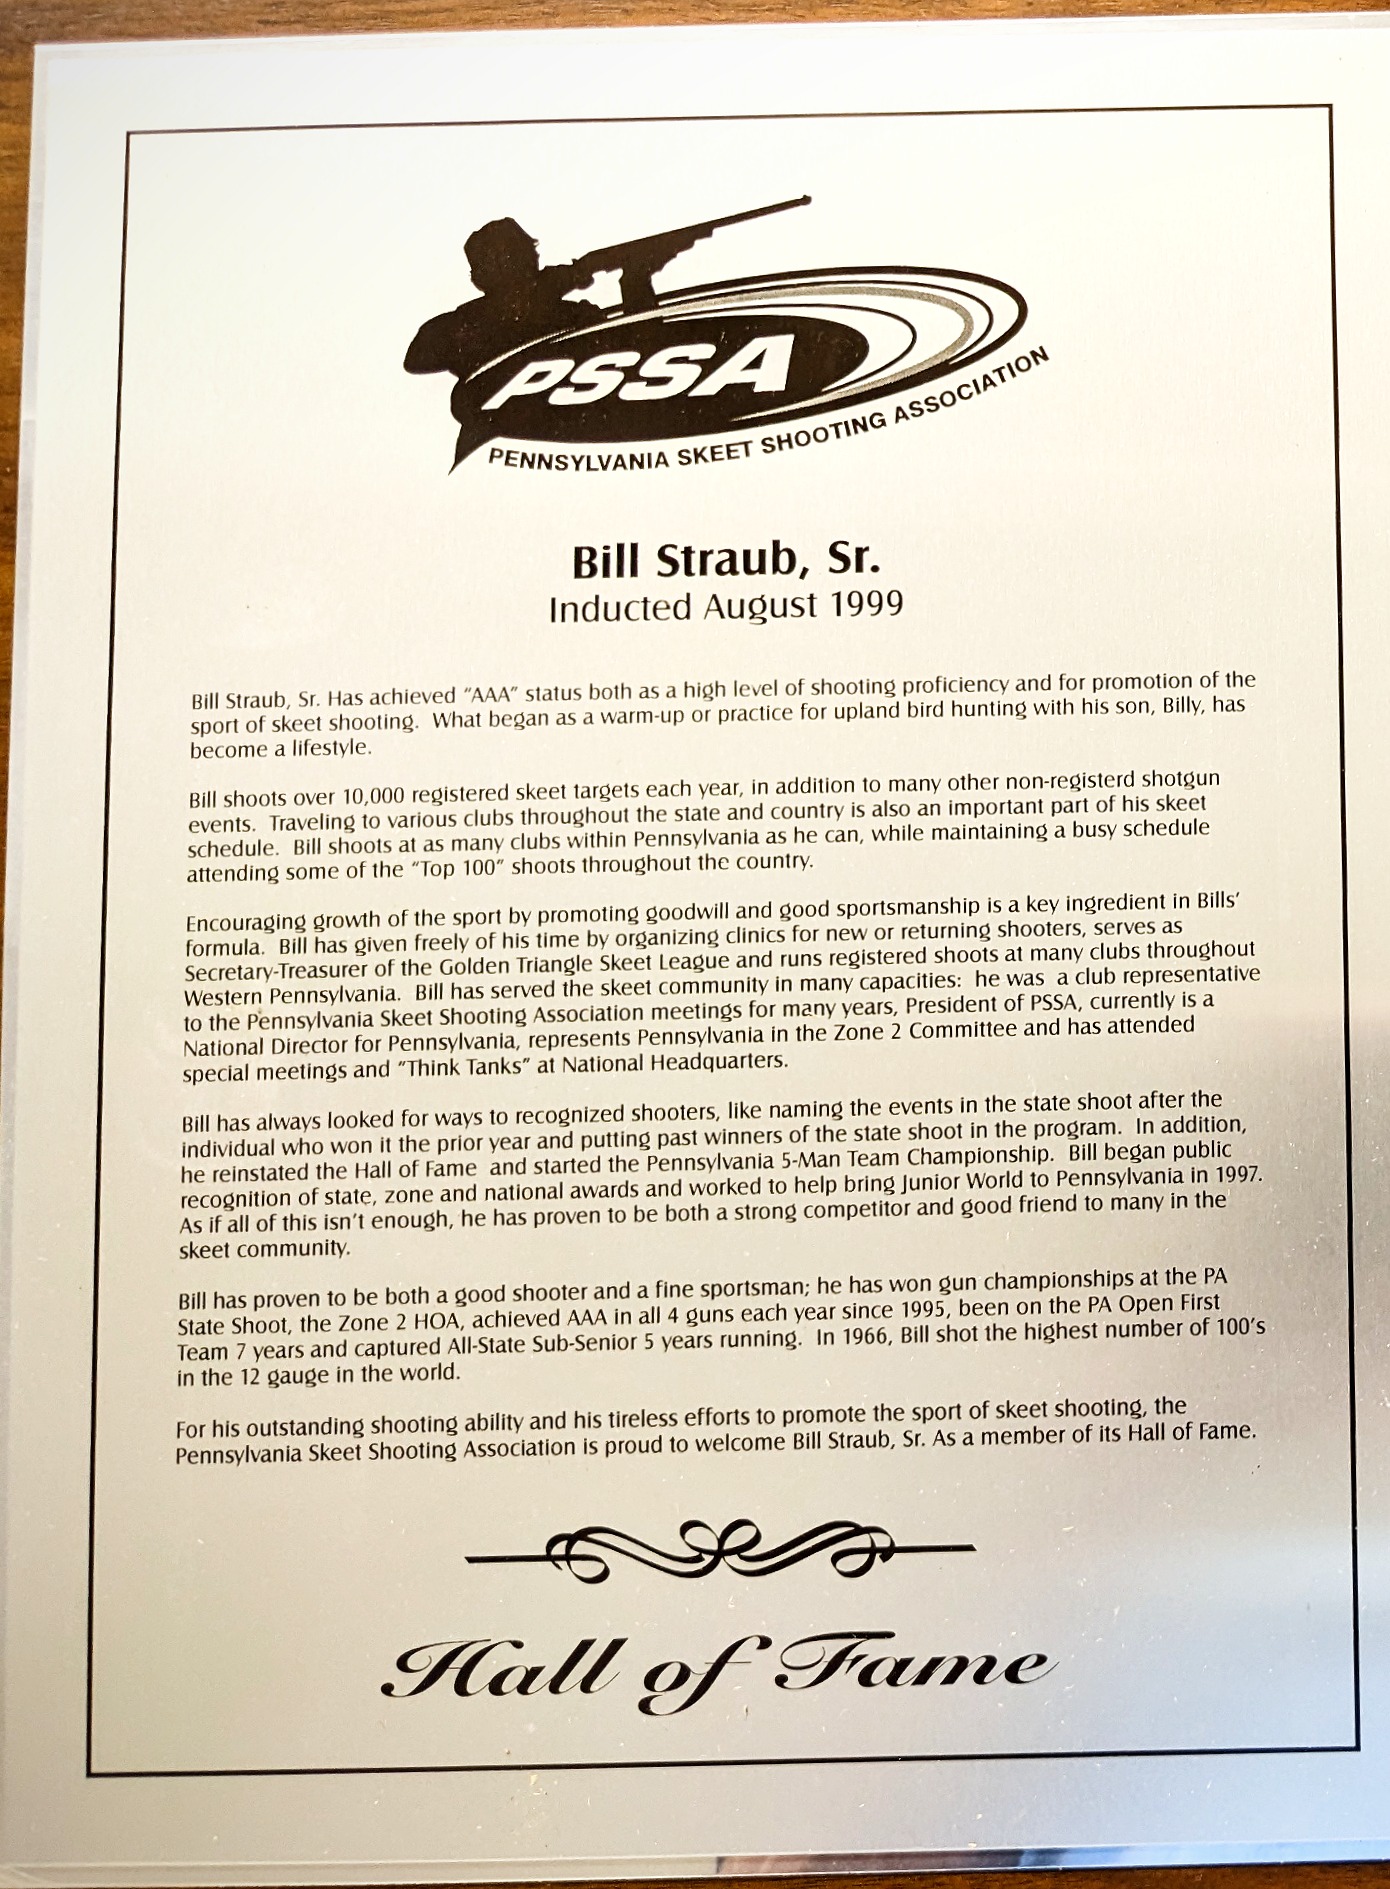 PSSA
PENNSYLVANIA SKEET SHOOTING ASSOCIATION
Bill Straub, Sr.
Inducted August 1999
Bill Straub, Sr. Has achieved “AAA” status both as a high level of shooting proficiency and for promotion of the
sport of skeet shooting. What began as a warm-up or practice for upland bird hunting with his son, Billy, has
become a lifestyle.
Bill shoots over 10,000 registered skeet targets each year, in addition to many other non-registerd shotgun
events. Traveling to various clubs throughout the state and country is also an important part of his skeet
schedule. Bill shoots at as many clubs within Pennsylvania as he can, while maintaining a busy schedule
attending some of the “Top 100” shoots throughout the country.
Encouraging growth of the sport by promoting goodwill and good sportsmanship is a key ingredient in Bills’
formula. Bill has given freely of his time by organizing clinics for new or returning shooters, serves as
Secretary-Treasurer of the Golden Triangle Skeet League and runs registered shoots at many clubs throughout
Western Pennsylvania. Bill has served the skeet community in many capacities: he was a club representative
to the Pennsylvania Skeet Shooting Association meetings for many years, President of PSSA, currently is a
National Director for Pennsylvania, represents Pennsylvania in the Zone 2 Committee and has attended
special meetings and “Think Tanks” at National Headquarters.
Bill has always looked for ways to recognized shooters, like naming the events in the state shoot after the
individual who won it the prior year and putting past winners of the state shoot in the program. In addition,
he reinstated the Hall of Fame and started the Pennsylvania 5-Man Team Championship. Bill began public
recognition of state, zone and national awards and worked to help bring Junior World to Pennsylvania in 1997.
As if all of this isn’t enough, he has proven to be both a strong competitor and good friend to many in the
skeet community.
Bill has proven to be both a good shooter and a fine sportsman; he has won gun championships at the PA
State Shoot, the Zone 2 HOA, achieved AAA in all 4 guns each year since 1995, been on the PA Open First
Team 7 years and captured All-State Sub-Senior 5 years running. In 1966, Bill shot the highest number of 100’s
in the 12 gauge in the world.
For his outstanding shooting ability and his tireless efforts to promote the sport of skeet shooting, the
Pennsylvania Skeet Shooting Association is proud to welcome Bill Straub, Sr. As a member of its Hall of Fame.
Hall of Fame